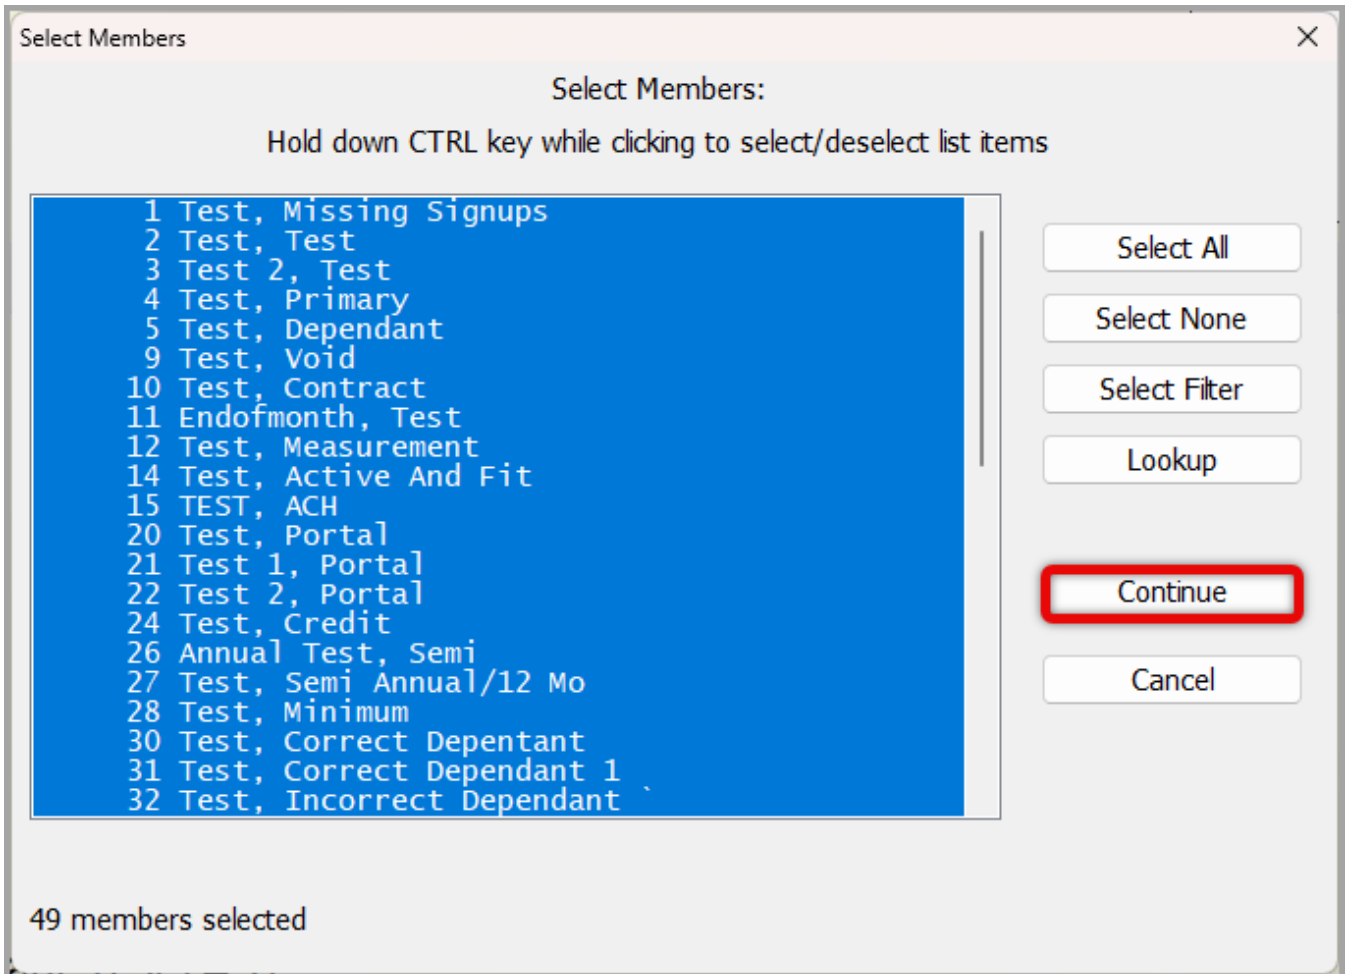 Select Members
Select Members:
Hold down CTRL key while clicking to select/deselect list items
1 Test, Missing Signups
2 Test, Test
3 Test 2, Test
4 Test, Primary
5 Test, Dependant
9 Test, Void
10 Test, Contract
11 Endofmonth, Test
12 Test, Measurement
14 Test, Active And Fit
15 TEST, ACH
20 Test, Portal
21 Test 1, Portal
22 Test 2, Portal
24 Test, Credit
26 Annual Test, Semi
27 Test, Semi Annual/12 Mo
28 Test, Minimum
30 Test, Correct Depentant
31 Test, Correct Dependant 1
32 Test, Incorrect Dependant `
Select All
Select None
Select Filter
Lookup
Continue
Cancel
49 members selected